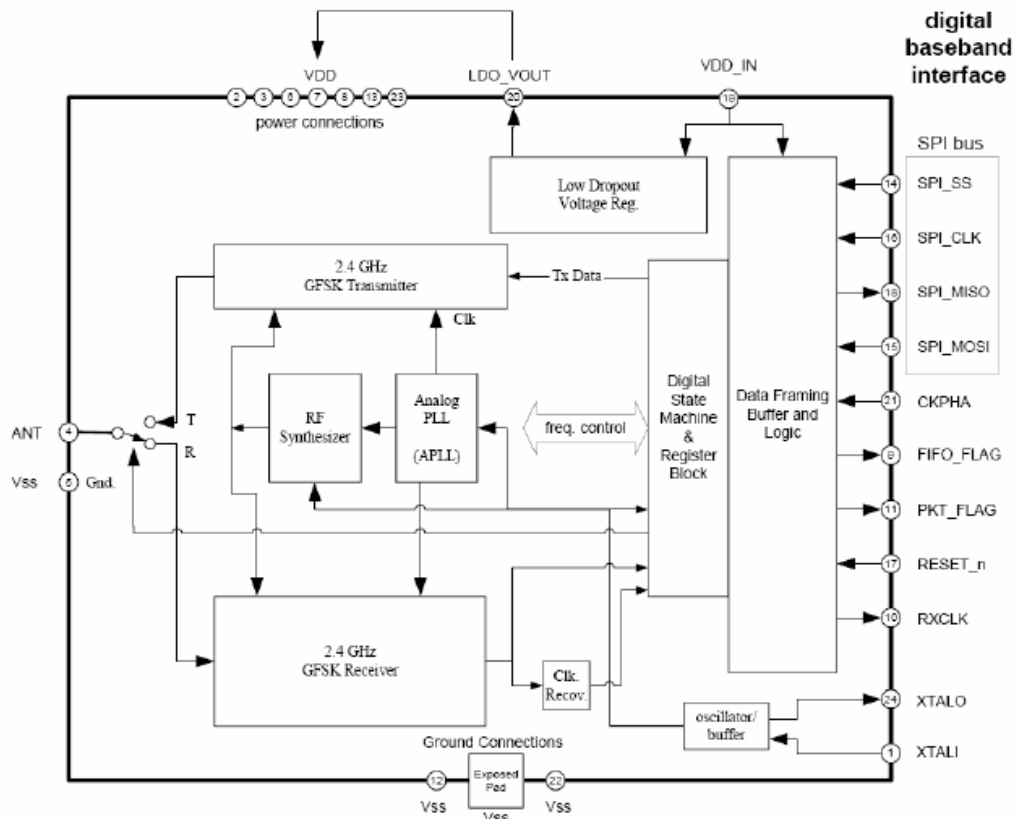 digital
baseband
interface
VDD
LDO_VOUT
VDD_IN
2 3 6 7 8 13 23
20
19
power connections
SPI bus
Low Dropout
Voltage Reg.
14 SPI_SS
16 SPI_CLK
18 SPI_MISO
15 SPI_MOSI
21 CKPHA
9 FIFO_FLAG
11 PKT_FLAG
17 RESET_n
10 RXCLK
24 XTALO
1 XTALI
2.4 GHz
GFSK Transmitter
Tx Data
Clk
RF
Synthesizer
Analog
PLL
(APLL)
freq. control
Digital
State
Machine
&
Register
Block
Data Framing
Buffer and
Logic
ANT 4
T
R
Vss 5 Gnd.
2.4 GHz
GFSK Receiver
Clk.
Recov.
oscillator/
buffer
Ground Connections
12
Exposed
Pad
22
Vss
Vss
Vss